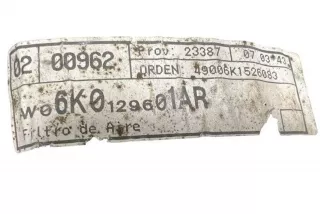 02 00962 Prov: 23387 07.03*43
ORDEN: 49006K1526083
W06K0129601AR
Filtro de Aire